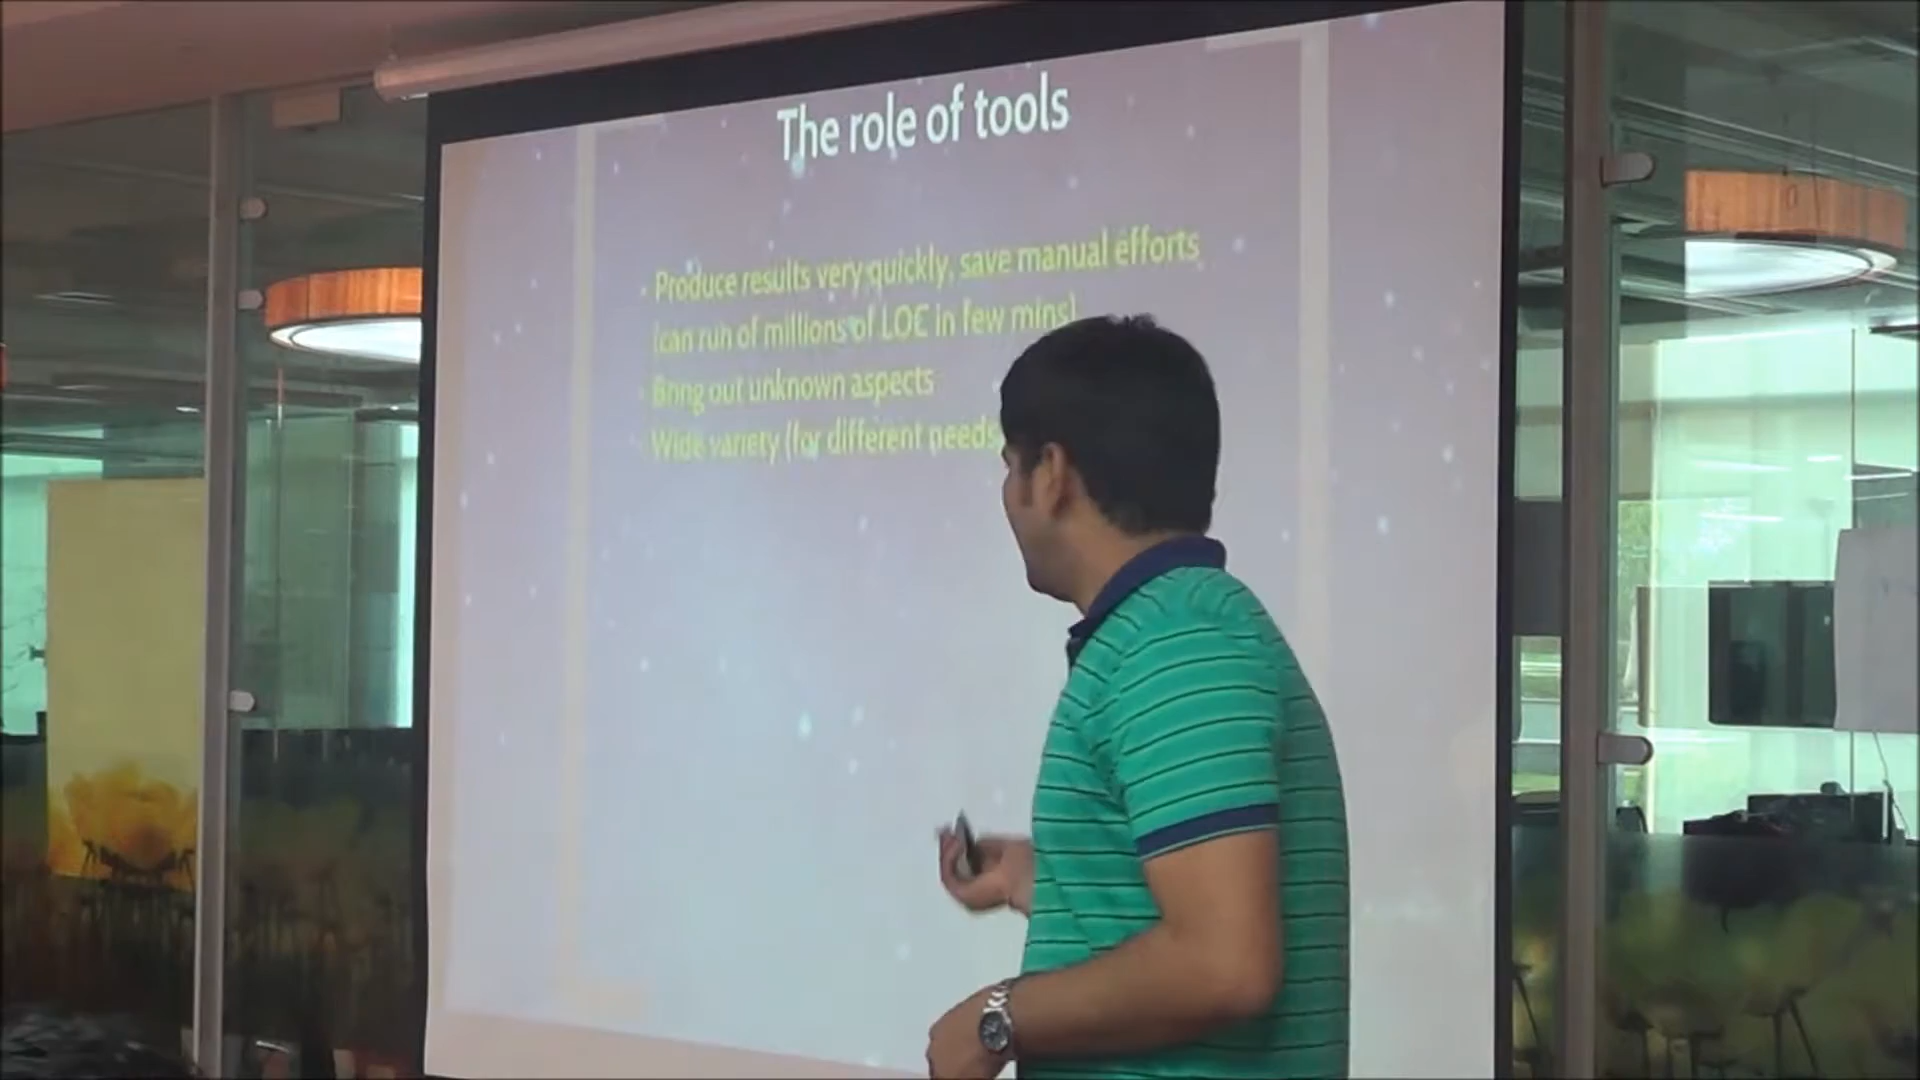 The role of tools
- Produce results very quickly, save manual efforts
(can run of millions of LOC in few mins)
- Bring out unknown aspects
- Wide variety (for different needs